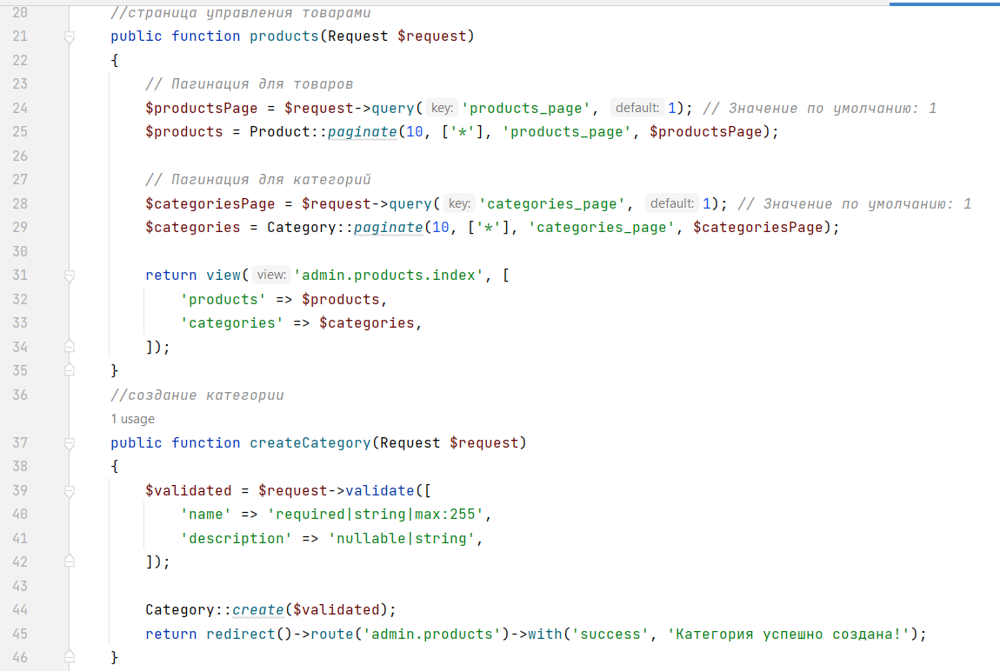 20 //страница управления товарами
21 public function products(Request $request)
22 {
23 // Пагинация для товаров
24 $productsPage = $request->query( key: 'products_page', default: 1); // Значение по умолчанию: 1
25 $products = Product::paginate(10, ['*'], 'products_page', $productsPage);
26
27 // Пагинация для категорий
28 $categoriesPage = $request->query( key: 'categories_page', default: 1); // Значение по умолчанию: 1
29 $categories = Category::paginate(10, ['*'], 'categories_page', $categoriesPage);
30
31 return view( view: 'admin.products.index', [
32 'products' => $products,
33 'categories' => $categories,
34 ]);
35 }
36 //создание категории
1 usage
37 public function createCategory(Request $request)
38 {
39 $validated = $request->validate([
40 'name' => 'required|string|max:255',
41 'description' => 'nullable|string',
42 ]);
43
44 Category::create($validated);
45 return redirect()->route('admin.products')->with('success', 'Категория успешно создана!');
46 }